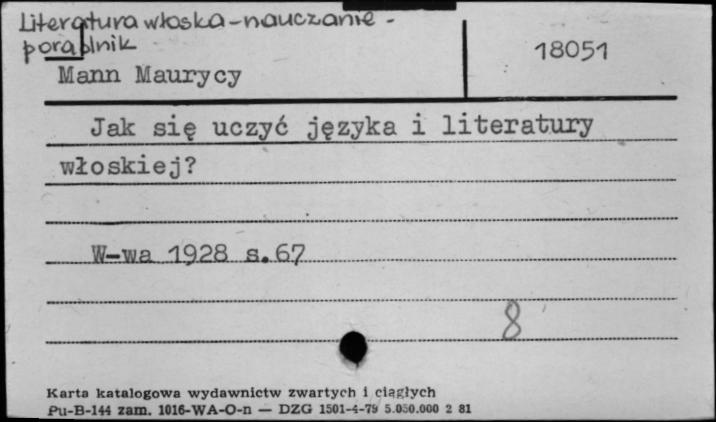 Literatura włoska - nauczanie -
porądnik
18051
Mann Maurycy
Jak się uczyć języka i literatury
włoskiej?
W-wa 1928 s.67
8
Karta katalogowa wydawnictw zwartych i ciągłych
Pu-B-144 zam. 1016-WA-O-n — DZG 1501-4-79 5.050.000 2 81